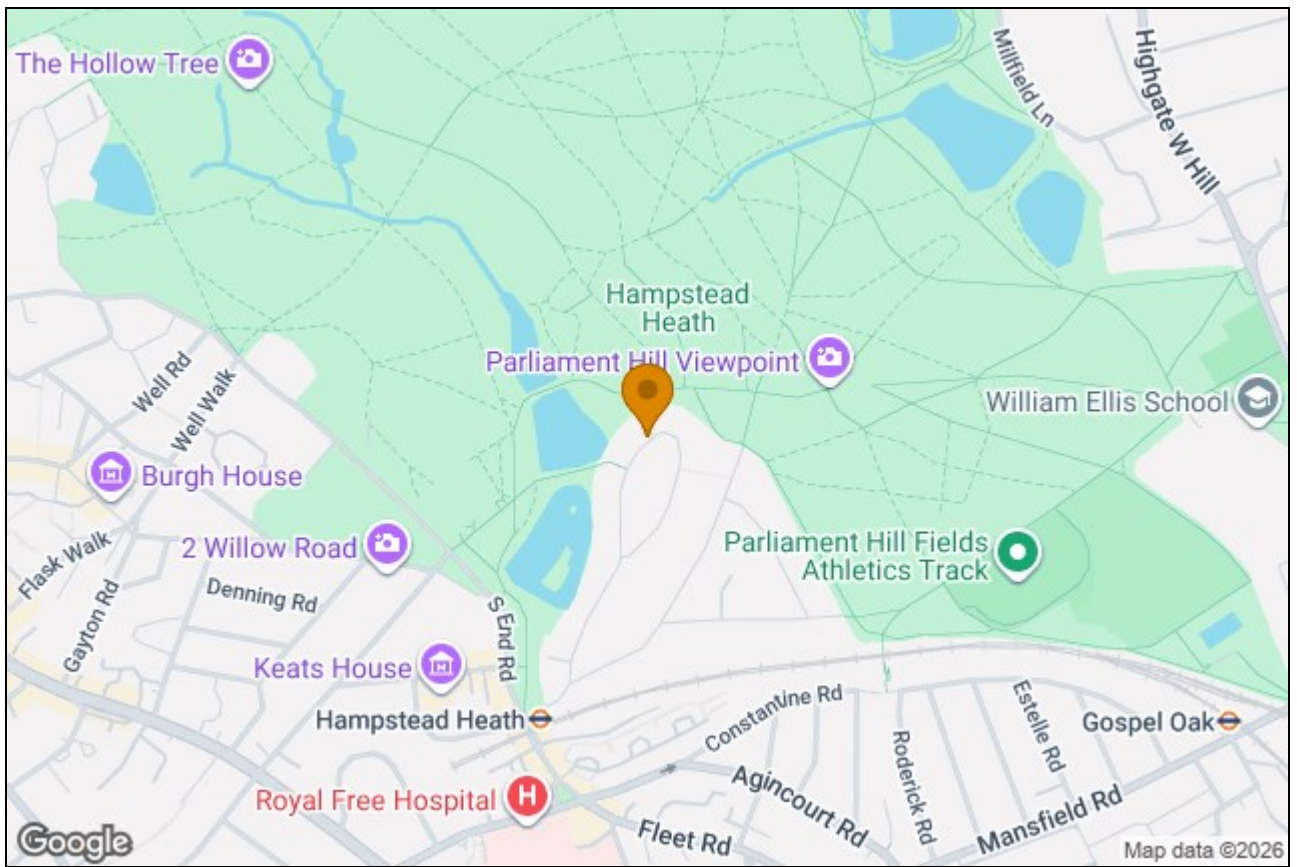 The Hollow Tree
Millfield Ln
Highgate W Hill
Hampstead
Heath
Parliament Hill Viewpoint
William Ellis School
Well Rd
Well Walk
Burgh House
2 Willow Road
Parliament Hill Fields
Athletics Track
Flask Walk
Gayton Rd
Denning Rd
S End Rd
Keats House
Hampstead Heath
Constantine Rd
Estelle Rd
Gospel Oak
Roderick Rd
Royal Free Hospital
H
Agincourt Rd
Mansfield Rd
Fleet Rd
Google
Map data ©2026